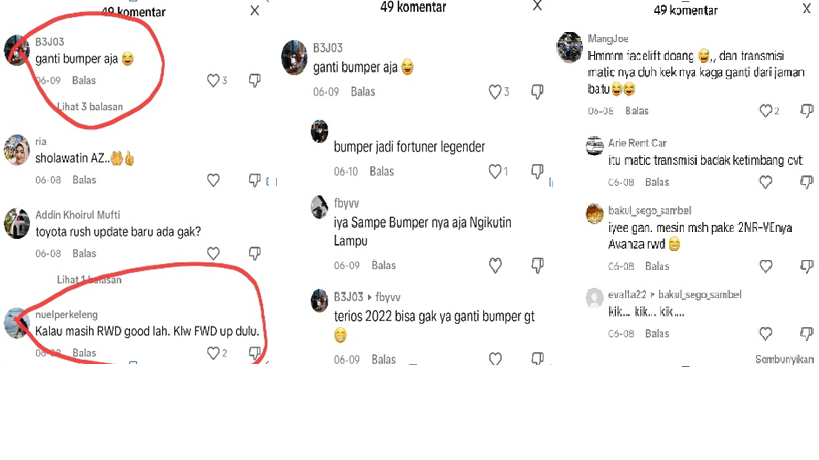 49 komentar
X
B3J03
ganti bumper aja 😅
06-09 Balas
3
Lihat 3 balasan
ria
sholawatin AZ..🤲👍
06-08 Balas
Addin Khoirul Mufti
toyota rush update baru ada gak?
06-08 Balas
Lihat 1 balasan
nuelperkeleng
Kalau masih RWD good lah. Klw FWD up dulu.
06-08 Balas
2
49 komentar
X
B3J03
ganti bumper aja 😅
06-09 Balas
3
bumper jadi fortuner legender
06-10 Balas
1
fbyvv
iya Sampe Bumper nya Aja Ngikutin
Lampu
06-09 Balas
B3J03 ▸ fbyvv
terios 2022 bisa gak ya ganti bumper gt
😁
06-09 Balas
49 komentar
X
MangJoe
Hmmm facelift doang 😅,, dan transmisi
matic nya duh kek nya kaga ganti dari jaman
batu😅😅
06-08 Balas
2
Arie Rent Car
itu matic transmisi badak ketimbang cvt
06-08 Balas
bakul_sego_sambel
iyee gan. mesin msh pake 2NR-VEnya
Avanza rwd 😁
06-08 Balas
evalta22 ▸ bakul_sego_sambel
kik... kik... kik....
06-08 Balas
Sembunyikan